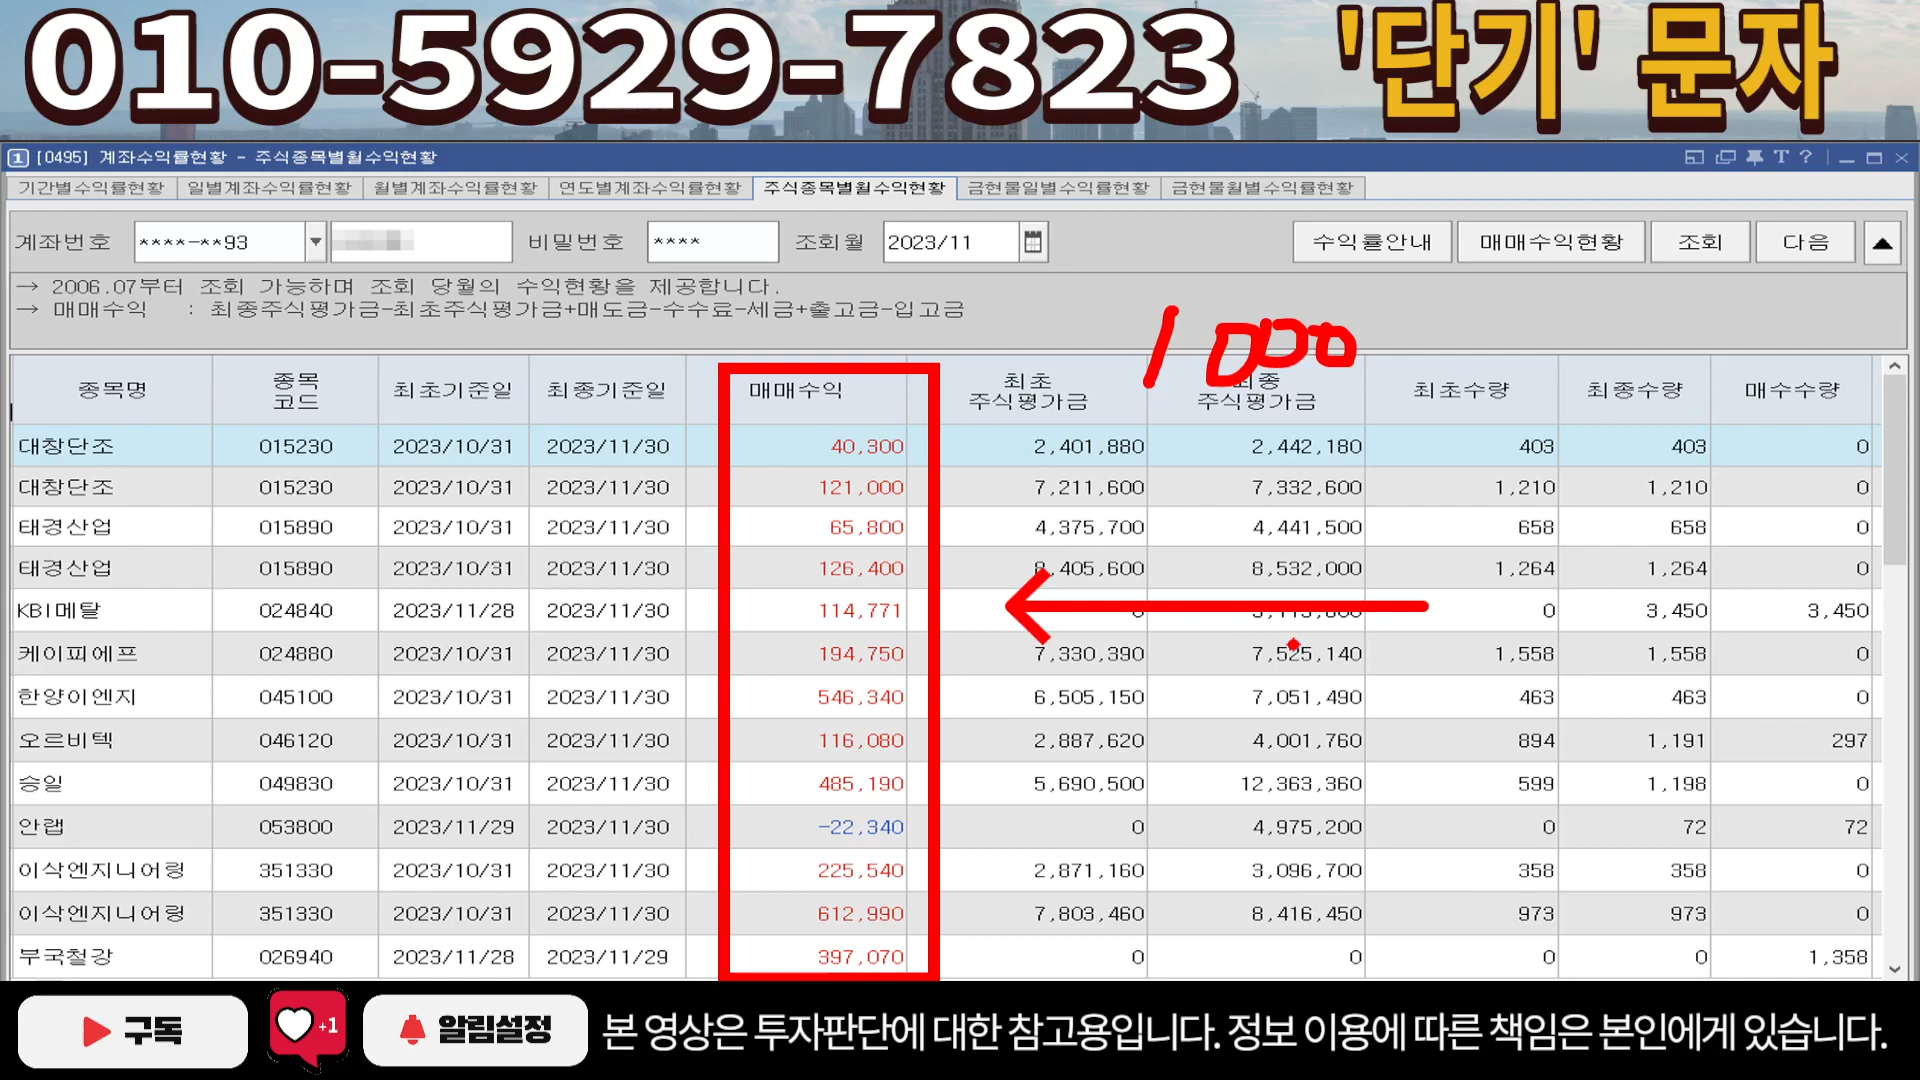 010-5929-7823 '단기' 문자
1 [0495] 계좌수익률현황 - 주식종목별월수익현황
기간별수익률현황 일별계좌수익률현황 월별계좌수익률현황 연도별계좌수익률현황 주식종목별월수익현황 금현물일별수익률현황 금현물월별수익률현황
계좌번호 ****-**93 비밀번호 **** 조회월 2023/11 수익률안내 매매수익현황 조회 다음
→ 2006.07부터 조회 가능하며 조회 당월의 수익현황을 제공합니다.
→ 매매수익 : 최종주식평가금-최초주식평가금+매도금-수수료-세금+출고금-입고금
1000
종목명 종목코드 최초기준일 최종기준일 매매수익 최초주식평가금 최종주식평가금 최초수량 최종수량 매수수량
대창단조 015230 2023/10/31 2023/11/30 40,300 2,401,880 2,442,180 403 403 0
대창단조 015230 2023/10/31 2023/11/30 121,000 7,211,600 7,332,600 1,210 1,210 0
태경산업 015890 2023/10/31 2023/11/30 65,800 4,375,700 4,441,500 658 658 0
태경산업 015890 2023/10/31 2023/11/30 126,400 8,405,600 8,532,000 1,264 1,264 0
KBI메탈 024840 2023/11/28 2023/11/30 114,771 0 0 3,450 3,450
케이피에프 024880 2023/10/31 2023/11/30 194,750 7,330,390 7,525,140 1,558 1,558 0
한양이엔지 045100 2023/10/31 2023/11/30 546,340 6,505,150 7,051,490 463 463 0
오르비텍 046120 2023/10/31 2023/11/30 116,080 2,887,620 4,001,760 894 1,191 297
승일 049830 2023/10/31 2023/11/30 485,190 5,690,500 12,363,360 599 1,198 0
안랩 053800 2023/11/29 2023/11/30 -22,340 0 4,975,200 0 72 72
이삭엔지니어링 351330 2023/10/31 2023/11/30 225,540 2,871,160 3,096,700 358 358 0
이삭엔지니어링 351330 2023/10/31 2023/11/30 612,990 7,803,460 8,416,450 973 973 0
부국철강 026940 2023/11/28 2023/11/29 397,070 0 0 0 0 1,358
구독 +1 알림설정 본 영상은 투자판단에 대한 참고용입니다. 정보 이용에 따른 책임은 본인에게 있습니다.